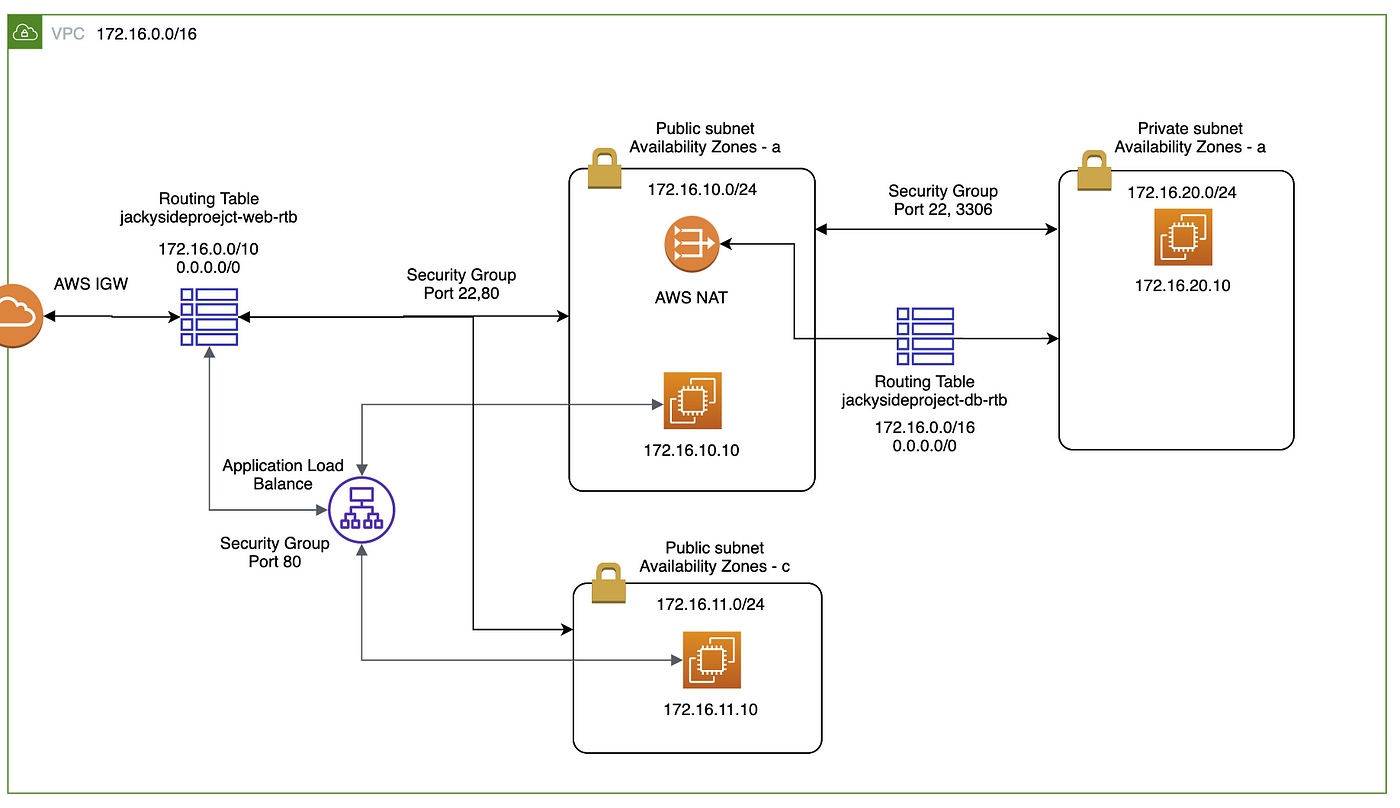 VPC 172.16.0.0/16
Public subnet
Availability Zones - a
172.16.10.0/24
AWS NAT
172.16.10.10
Private subnet
Availability Zones - a
172.16.20.0/24
172.16.20.10
Security Group
Port 22, 3306
Routing Table
jackysideproejct-web-rtb
172.16.0.0/10
0.0.0.0/0
AWS IGW
Security Group
Port 22,80
Routing Table
jackysideproject-db-rtb
172.16.0.0/16
0.0.0.0/0
Application Load
Balance
Security Group
Port 80
Public subnet
Availability Zones - c
172.16.11.0/24
172.16.11.10